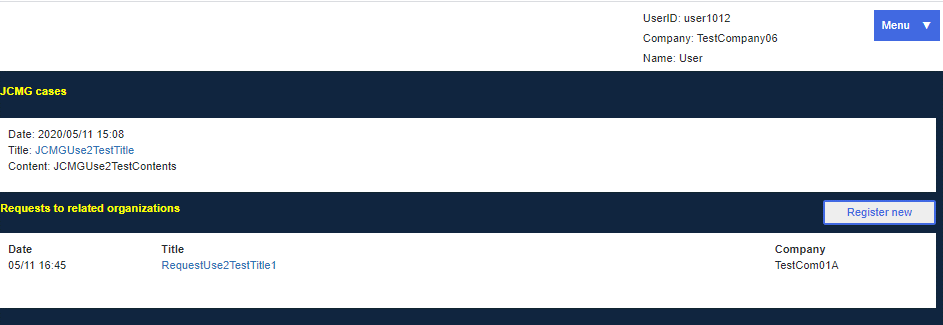 UserID: user1012
Menu ▼
Company: TestCompany06
Name: User
JCMG cases
Date: 2020/05/11 15:08
Title: JCMGUse2TestTitle
Content: JCMGUse2TestContents
Requests to related organizations
Register new
Date Title Company
05/11 16:45 RequestUse2TestTitle1 TestCom01A